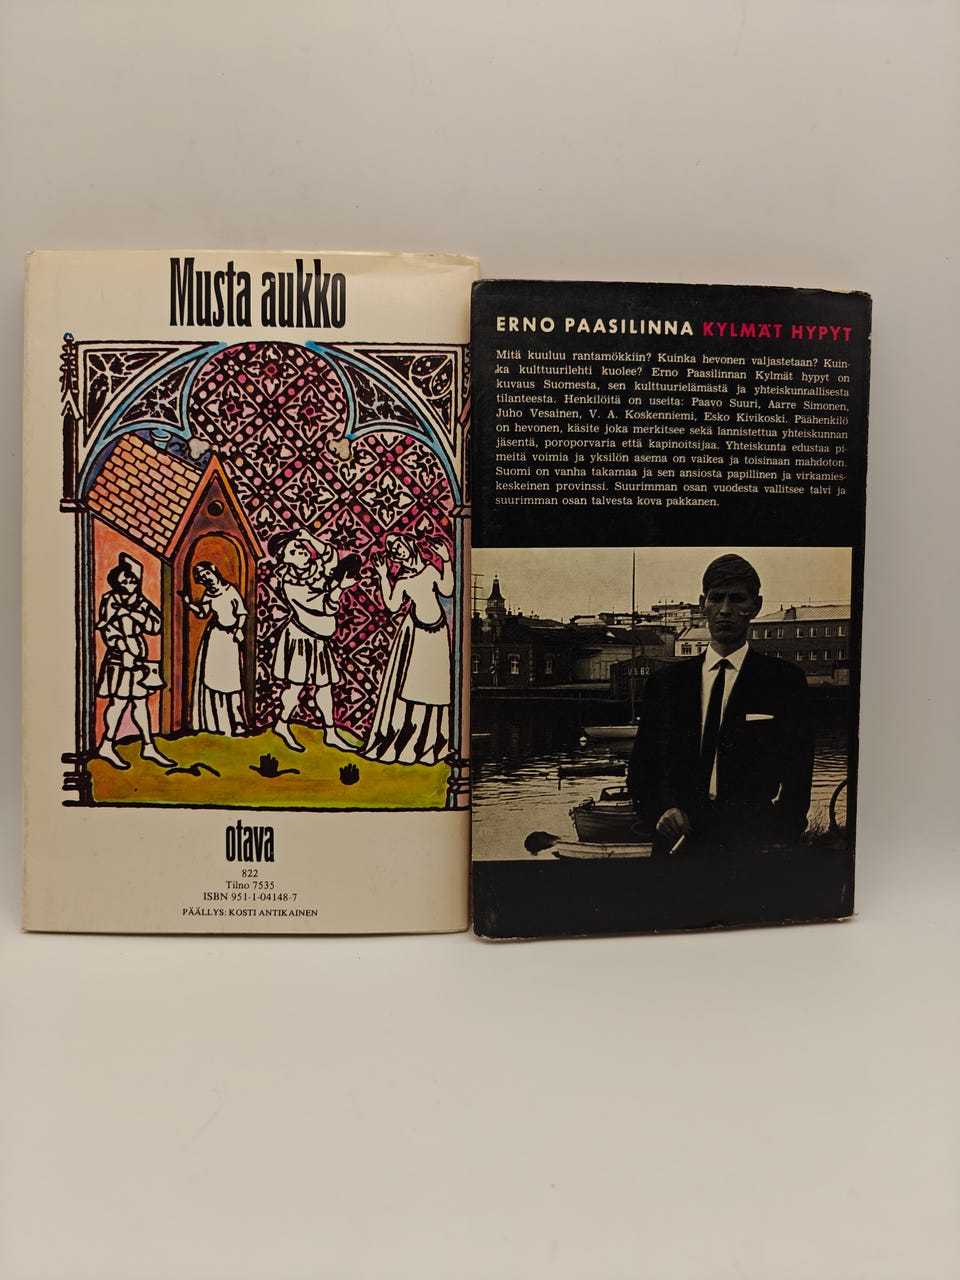 Musta aukko
otava
822
Tilno 7535
ISBN 951-1-04148-7
PÄÄLLYS: KOSTI ANTIKAINEN
ERNO PAASILINNA KYLMÄT HYPYT
Mitä kuuluu rantamökkiin? Kuinka hevonen valjastetaan? Kuin-
ka kulttuurilehti kuolee? Erno Paasilinnan Kylmät hypyt on
kuvaus Suomesta, sen kulttuurielämästä ja yhteiskunnallisesta
tilanteesta. Henkilöitä on useita: Paavo Suuri, Aarre Simonen,
Juho Vesainen, V. A. Koskenniemi, Esko Kivikoski. Päähenkilö
on hevonen, käsite joka merkitsee sekä lannistettua yhteiskunnan
jäsentä, poroporvaria että kapinoitsijaa. Yhteiskunta edustaa pi-
meitä voimia ja yksilön asema on vaikea ja toisinaan mahdoton.
Suomi on vanha takamaa ja sen ansiosta papillinen ja virkamies-
keskeinen provinssi. Suurimman osan vuodesta vallitsee talvi ja
suurimman osan talvesta kova pakkanen.